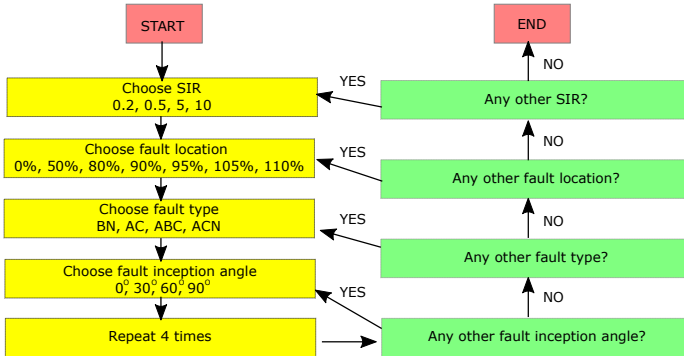 START
END
NO
YES
Choose SIR
0.2, 0.5, 5, 10
Any other SIR?
NO
YES
Choose fault location
0%, 50%, 80%, 90%, 95%, 105%, 110%
Any other fault location?
NO
YES
Choose fault type
BN, AC, ABC, ACN
Any other fault type?
NO
YES
Choose fault inception angle
0°, 30°, 60°, 90°
Repeat 4 times
Any other fault inception angle?